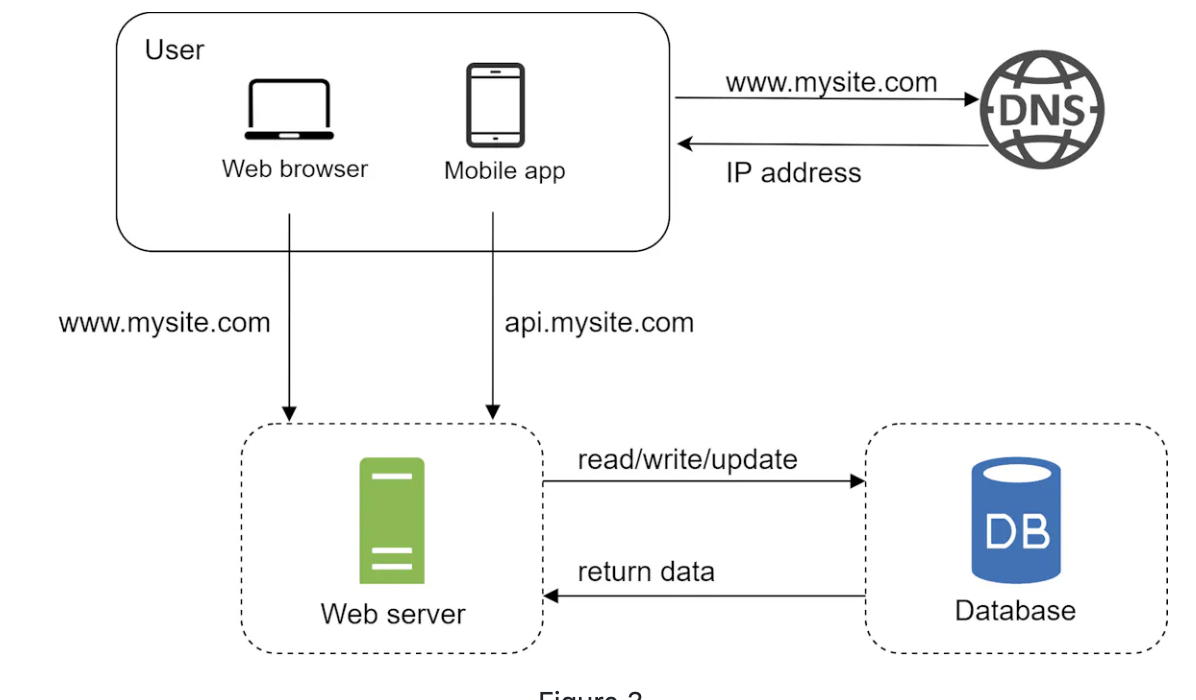 User
Web browser
Mobile app
www.mysite.com
DNS
IP address
www.mysite.com
api.mysite.com
read/write/update
return data
Web server
DB
Database